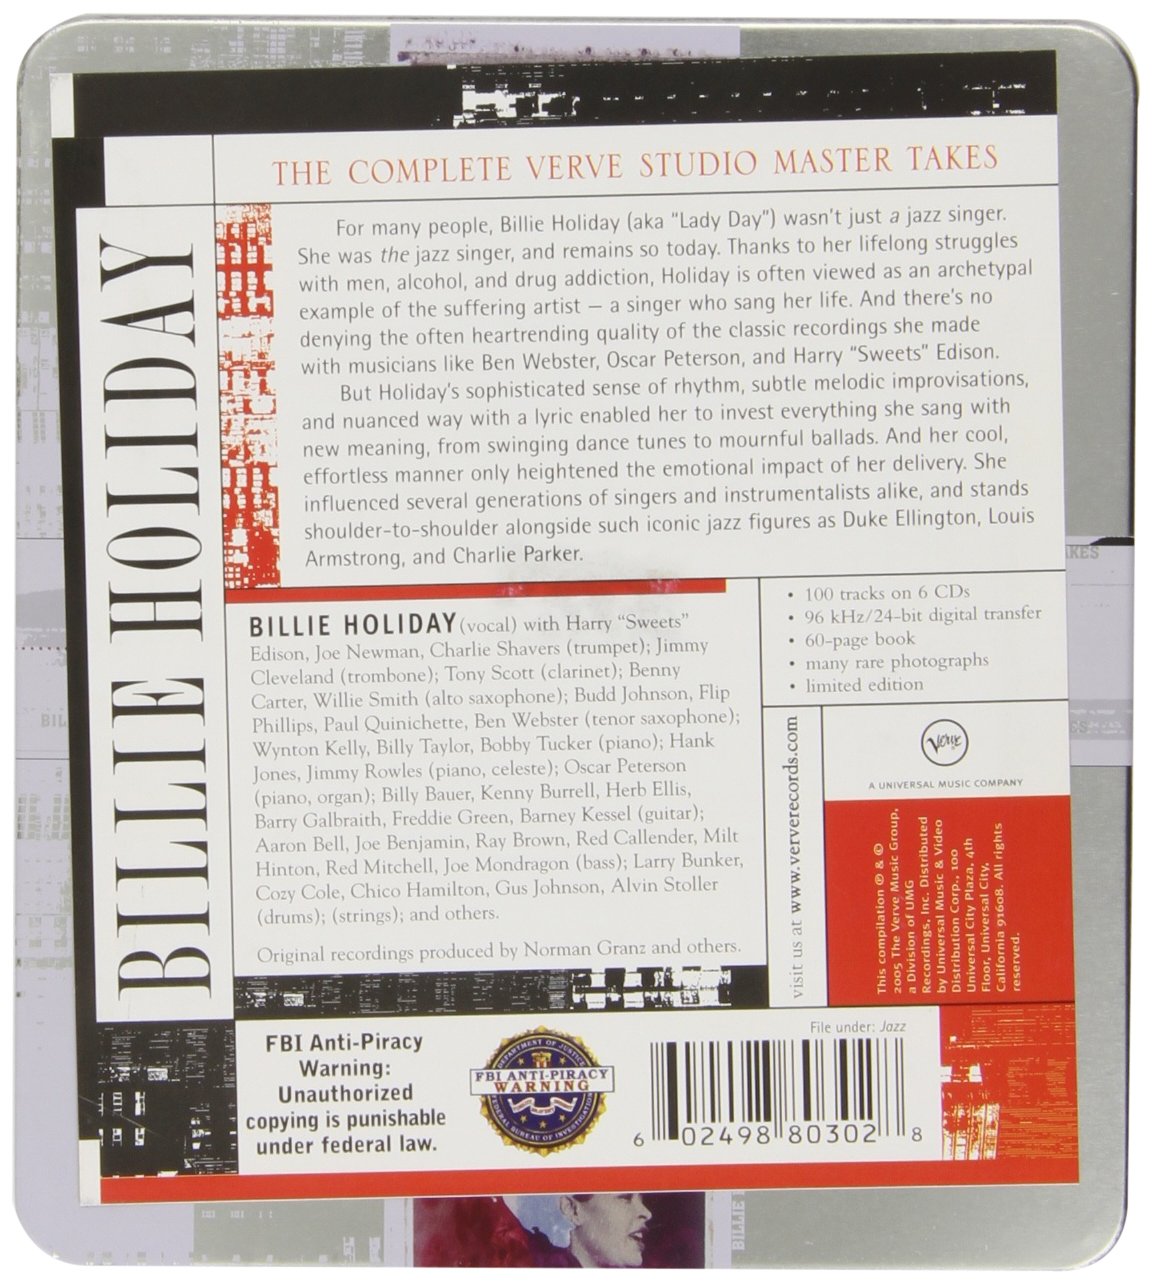 THE COMPLETE VERVE STUDIO MASTER TAKES
BILLIE HOLIDAY
For many people, Billie Holiday (aka “Lady Day”) wasn’t just a jazz singer.
She was the jazz singer, and remains so today. Thanks to her lifelong struggles
with men, alcohol, and drug addiction, Holiday is often viewed as an archetypal
example of the suffering artist — a singer who sang her life. And there’s no
denying the often heartrending quality of the classic recordings she made
with musicians like Ben Webster, Oscar Peterson, and Harry “Sweets” Edison.
But Holiday’s sophisticated sense of rhythm, subtle melodic improvisations,
and nuanced way with a lyric enabled her to invest everything she sang with
new meaning, from swinging dance tunes to mournful ballads. And her cool,
effortless manner only heightened the emotional impact of her delivery. She
influenced several generations of singers and instrumentalists alike, and stands
shoulder-to-shoulder alongside such iconic jazz figures as Duke Ellington, Louis
Armstrong, and Charlie Parker.
BILLIE HOLIDAY (vocal) with Harry “Sweets”
Edison, Joe Newman, Charlie Shavers (trumpet); Jimmy
Cleveland (trombone); Tony Scott (clarinet); Benny
Carter, Willie Smith (alto saxophone); Budd Johnson, Flip
Phillips, Paul Quinichette, Ben Webster (tenor saxophone);
Wynton Kelly, Billy Taylor, Bobby Tucker (piano); Hank
Jones, Jimmy Rowles (piano, celeste); Oscar Peterson
(piano, organ); Billy Bauer, Kenny Burrell, Herb Ellis,
Barry Galbraith, Freddie Green, Barney Kessel (guitar);
Aaron Bell, Joe Benjamin, Ray Brown, Red Callender, Milt
Hinton, Red Mitchell, Joe Mondragon (bass); Larry Bunker,
Cozy Cole, Chico Hamilton, Gus Johnson, Alvin Stoller
(drums); (strings); and others.
Original recordings produced by Norman Granz and others.
• 100 tracks on 6 CDs
• 96 kHz/24-bit digital transfer
• 60-page book
• many rare photographs
• limited edition
visit us at www.ververecords.com
Verve
A UNIVERSAL MUSIC COMPANY
This compilation ℗ & ©
2005 The Verve Music Group,
a Division of UMG
Recordings, Inc. Distributed
by Universal Music & Video
Distribution Corp., 100
Universal City Plaza, 4th
Floor, Universal City,
California 91608. All rights
reserved.
FBI Anti-Piracy
Warning:
Unauthorized
copying is punishable
under federal law.
DEPARTMENT OF JUSTICE
FBI ANTI-PIRACY
WARNING
FEDERAL BUREAU OF INVESTIGATION
File under: Jazz
6 02498 80302 8
AKES
BIL
BILLIE